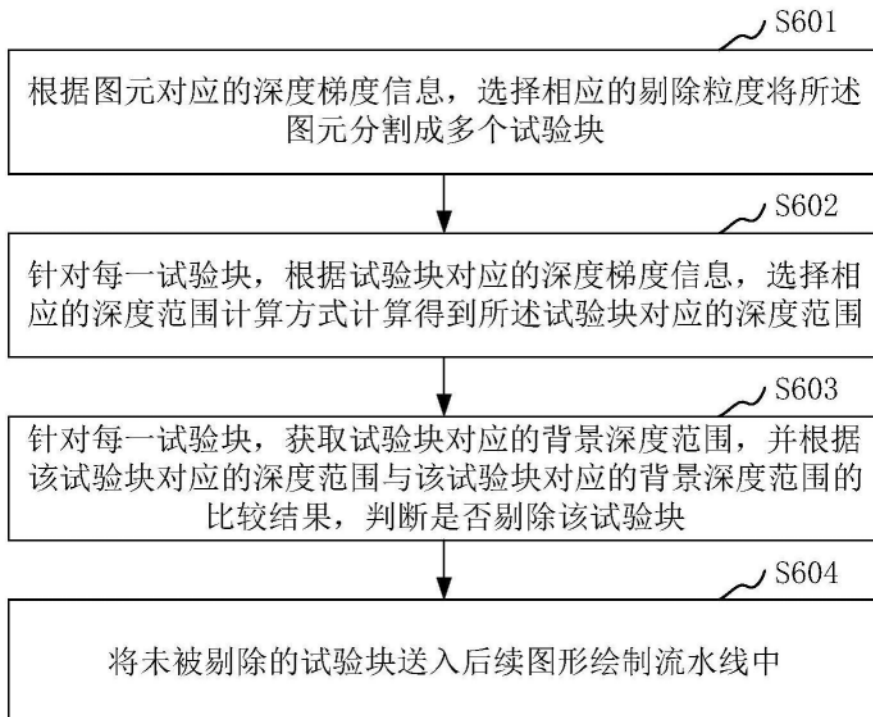 S601
根据图元对应的深度梯度信息，选择相应的剔除粒度将所述
图元分割成多个试验块
S602
针对每一试验块，根据试验块对应的深度梯度信息，选择相
应的深度范围计算方式计算得到所述试验块对应的深度范围
S603
针对每一试验块，获取试验块对应的背景深度范围，并根据
该试验块对应的深度范围与该试验块对应的背景深度范围的
比较结果，判断是否剔除该试验块
S604
将未被剔除的试验块送入后续图形绘制流水线中